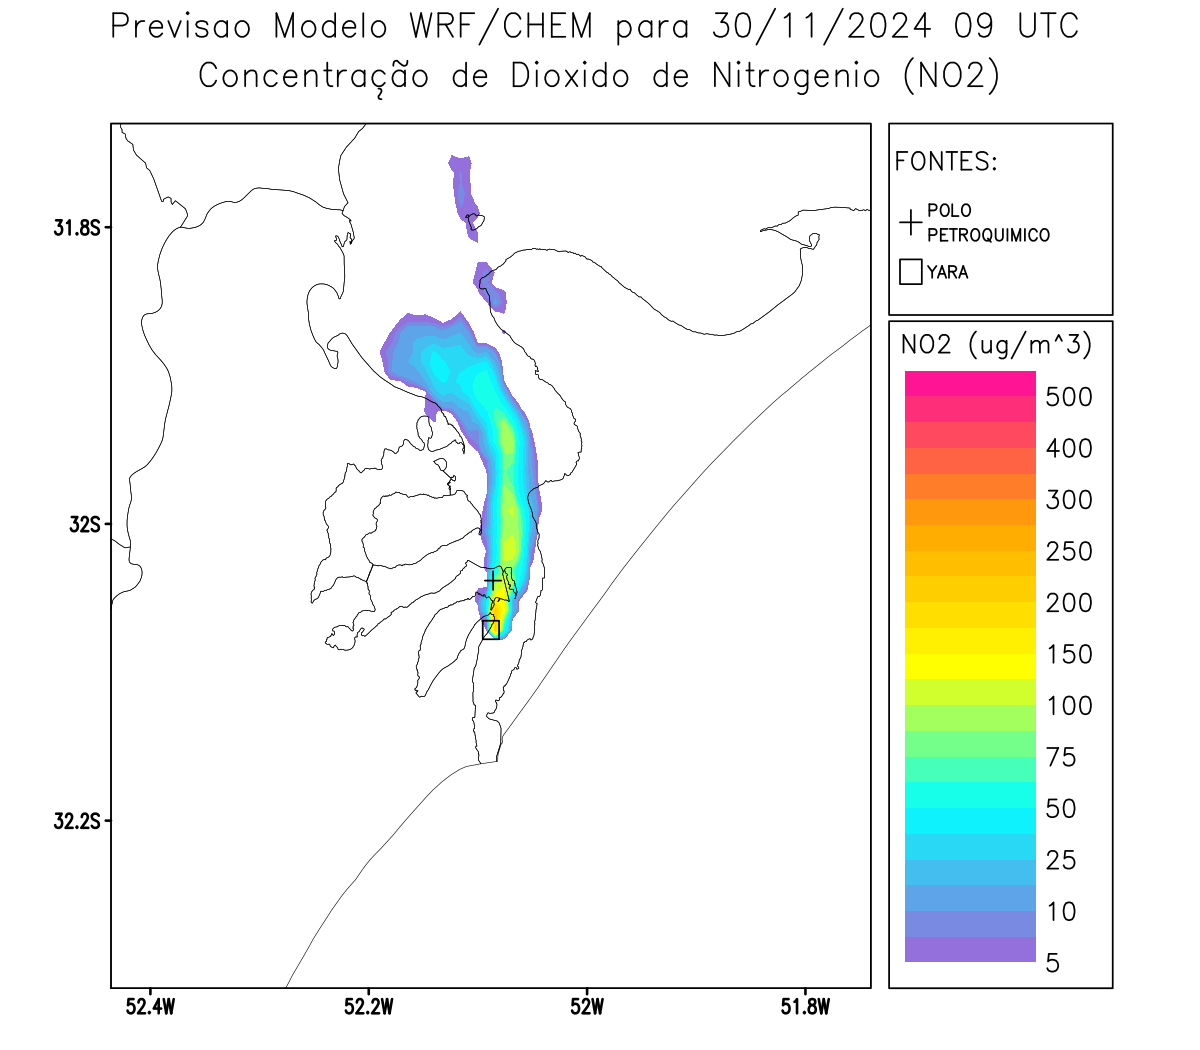 Previsao Modelo WRF/CHEM para 30/11/2024 09 UTC
Concentração de Dioxido de Nitrogenio (NO2)
FONTES:
POLO
PETROQUIMICO
YARA
NO2 (ug/m^3)
500
400
300
250
200
150
100
75
50
25
10
5
31.8S
32S
32.2S
52.4W
52.2W
52W
51.8W